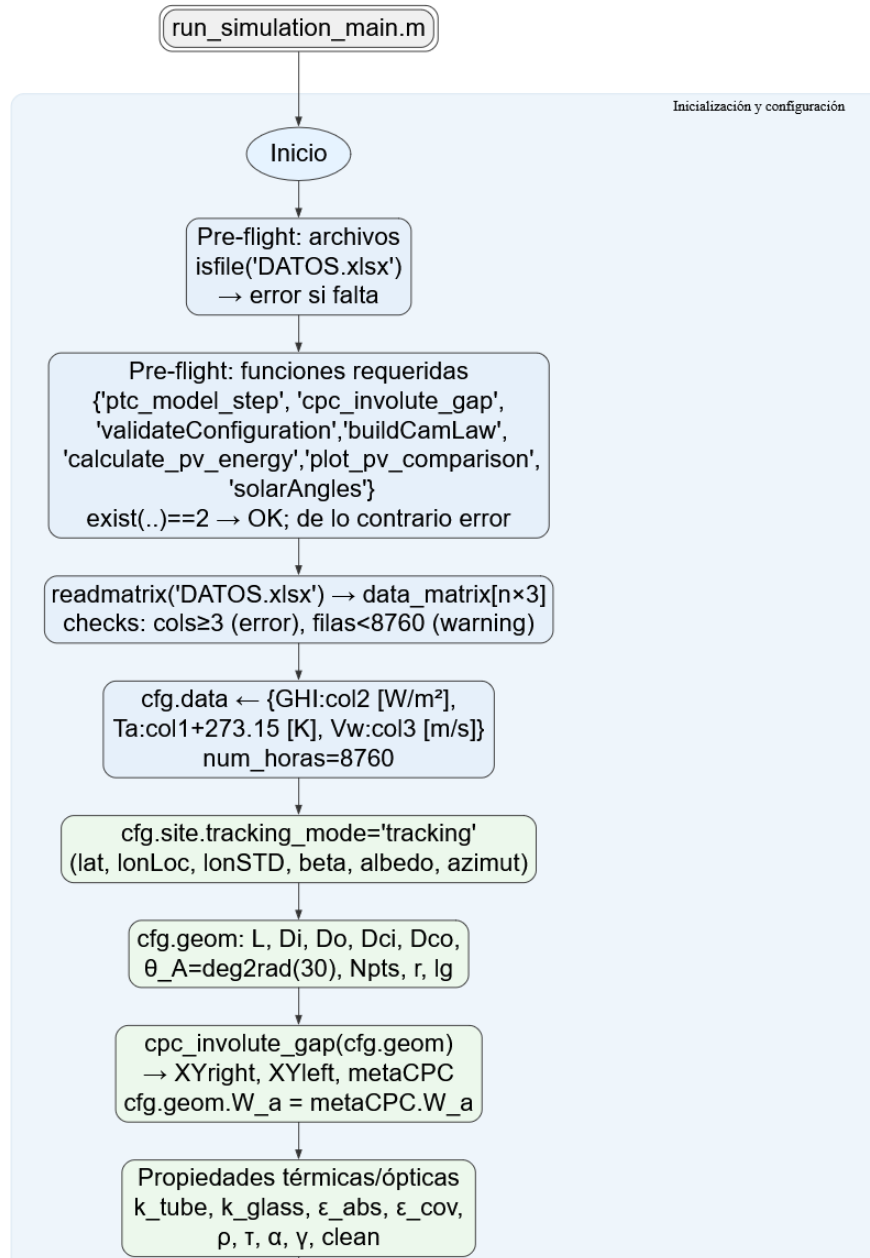 run_simulation_main.m
Inicialización y configuración
Inicio
Pre-flight: archivos
isfile('DATOS.xlsx')
→ error si falta
Pre-flight: funciones requeridas
{'ptc_model_step', 'cpc_involute_gap',
'validateConfiguration','buildCamLaw',
'calculate_pv_energy','plot_pv_comparison',
'solarAngles'}
exist(..)==2 → OK; de lo contrario error
readmatrix('DATOS.xlsx') → data_matrix[n×3]
checks: cols≥3 (error), filas<8760 (warning)
cfg.data ← {GHI:col2 [W/m²],
Ta:col1+273.15 [K], Vw:col3 [m/s]}
num_horas=8760
cfg.site.tracking_mode='tracking'
(lat, lonLoc, lonSTD, beta, albedo, azimut)
cfg.geom: L, Di, Do, Dci, Dco,
θ_A=deg2rad(30), Npts, r, lg
cpc_involute_gap(cfg.geom)
→ XYright, XYleft, metaCPC
cfg.geom.W_a = metaCPC.W_a
Propiedades térmicas/ópticas
k_tube, k_glass, ε_abs, ε_cov,
ρ, τ, α, γ, clean